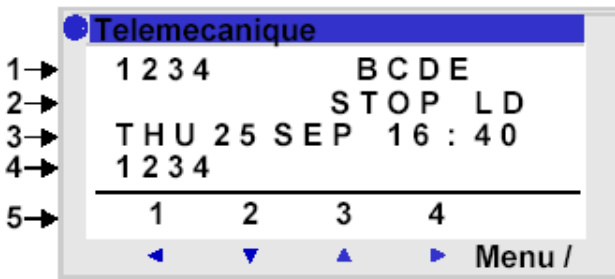 Telemecanique
1 1234 BCDE
2 STOP LD
3 THU 25 SEP 16:40
4 1234
5 1 2 3 4
Menu /